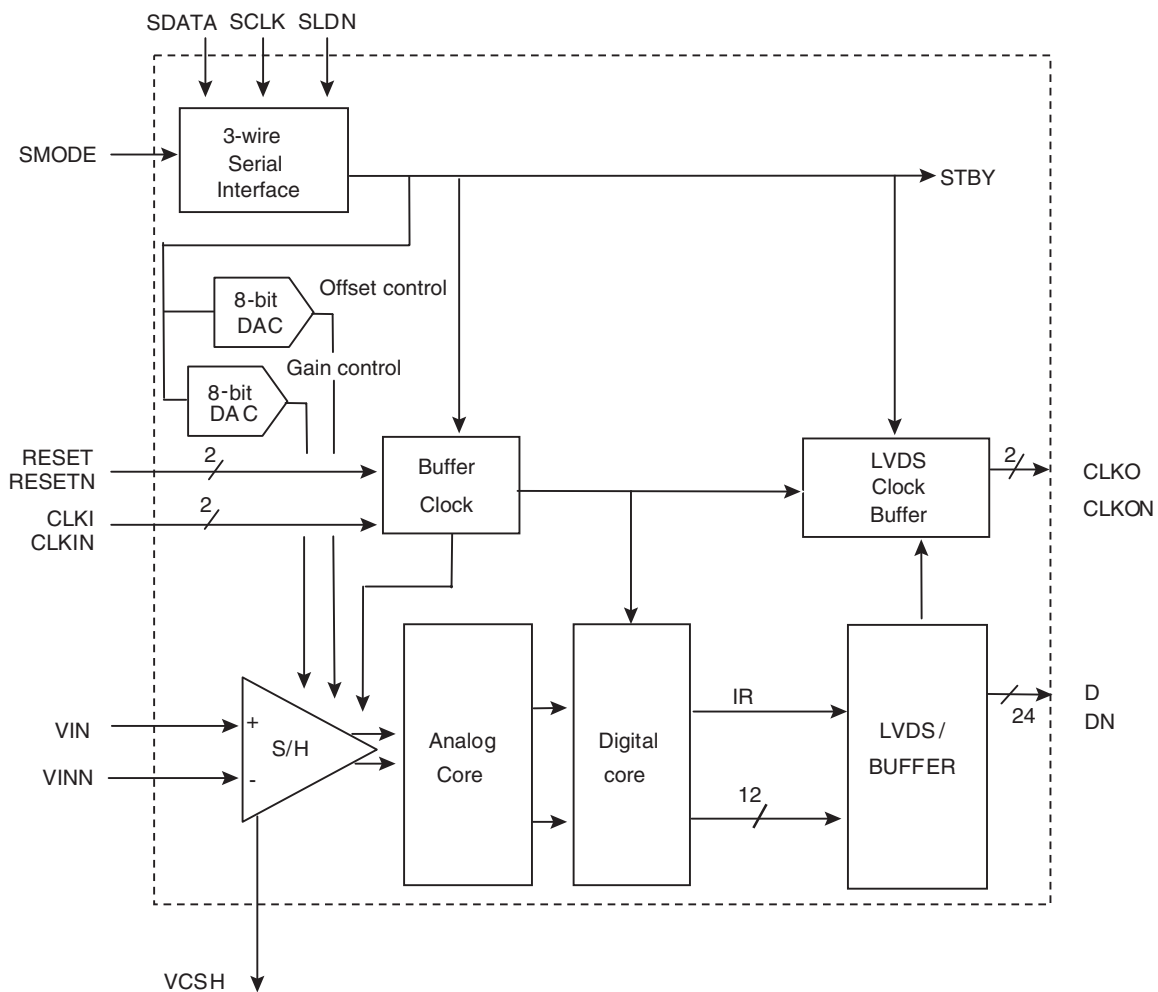 SDATA SCLK SLDN
SMODE
3-wire
Serial
Interface
STBY
8-bit
DAC
Offset control
Gain control
8-bit
DAC
RESET
RESETN
2
CLKI
CLKIN
2
Buffer
Clock
LVDS
Clock
Buffer
2
CLKO
CLKON
VIN
VINN
+
-
S/H
Analog
Core
Digital
core
IR
12
LVDS/
BUFFER
24
D
DN
VCSH